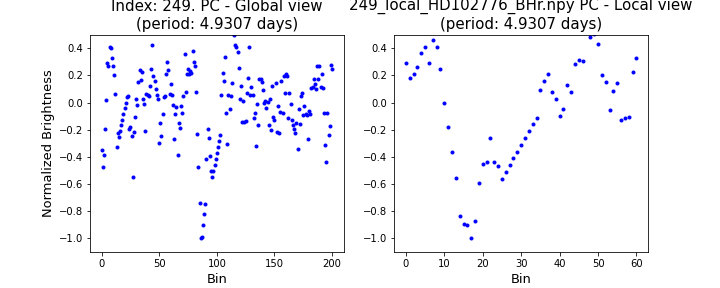 Index: 249. PC - Global view
(period: 4.9307 days)
249_local_HD102776_BHr.npy PC - Local view
(period: 4.9307 days)
Normalized Brightness
0.4
0.2
0.0
−0.2
−0.4
−0.6
−0.8
−1.0
0 50 100 150 200
Bin
0.4
0.2
0.0
−0.2
−0.4
−0.6
−0.8
−1.0
0 10 20 30 40 50 60
Bin